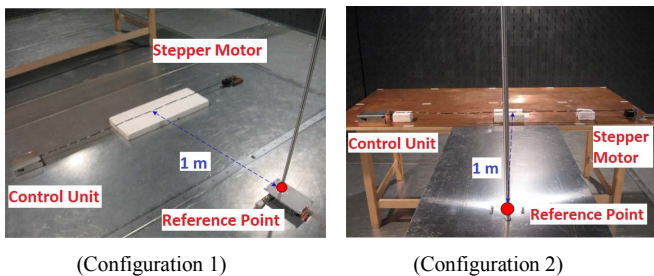 Stepper Motor
1 m
Control Unit
Reference Point
(Configuration 1)
Control Unit
Stepper
Motor
1 m
Reference Point
(Configuration 2)